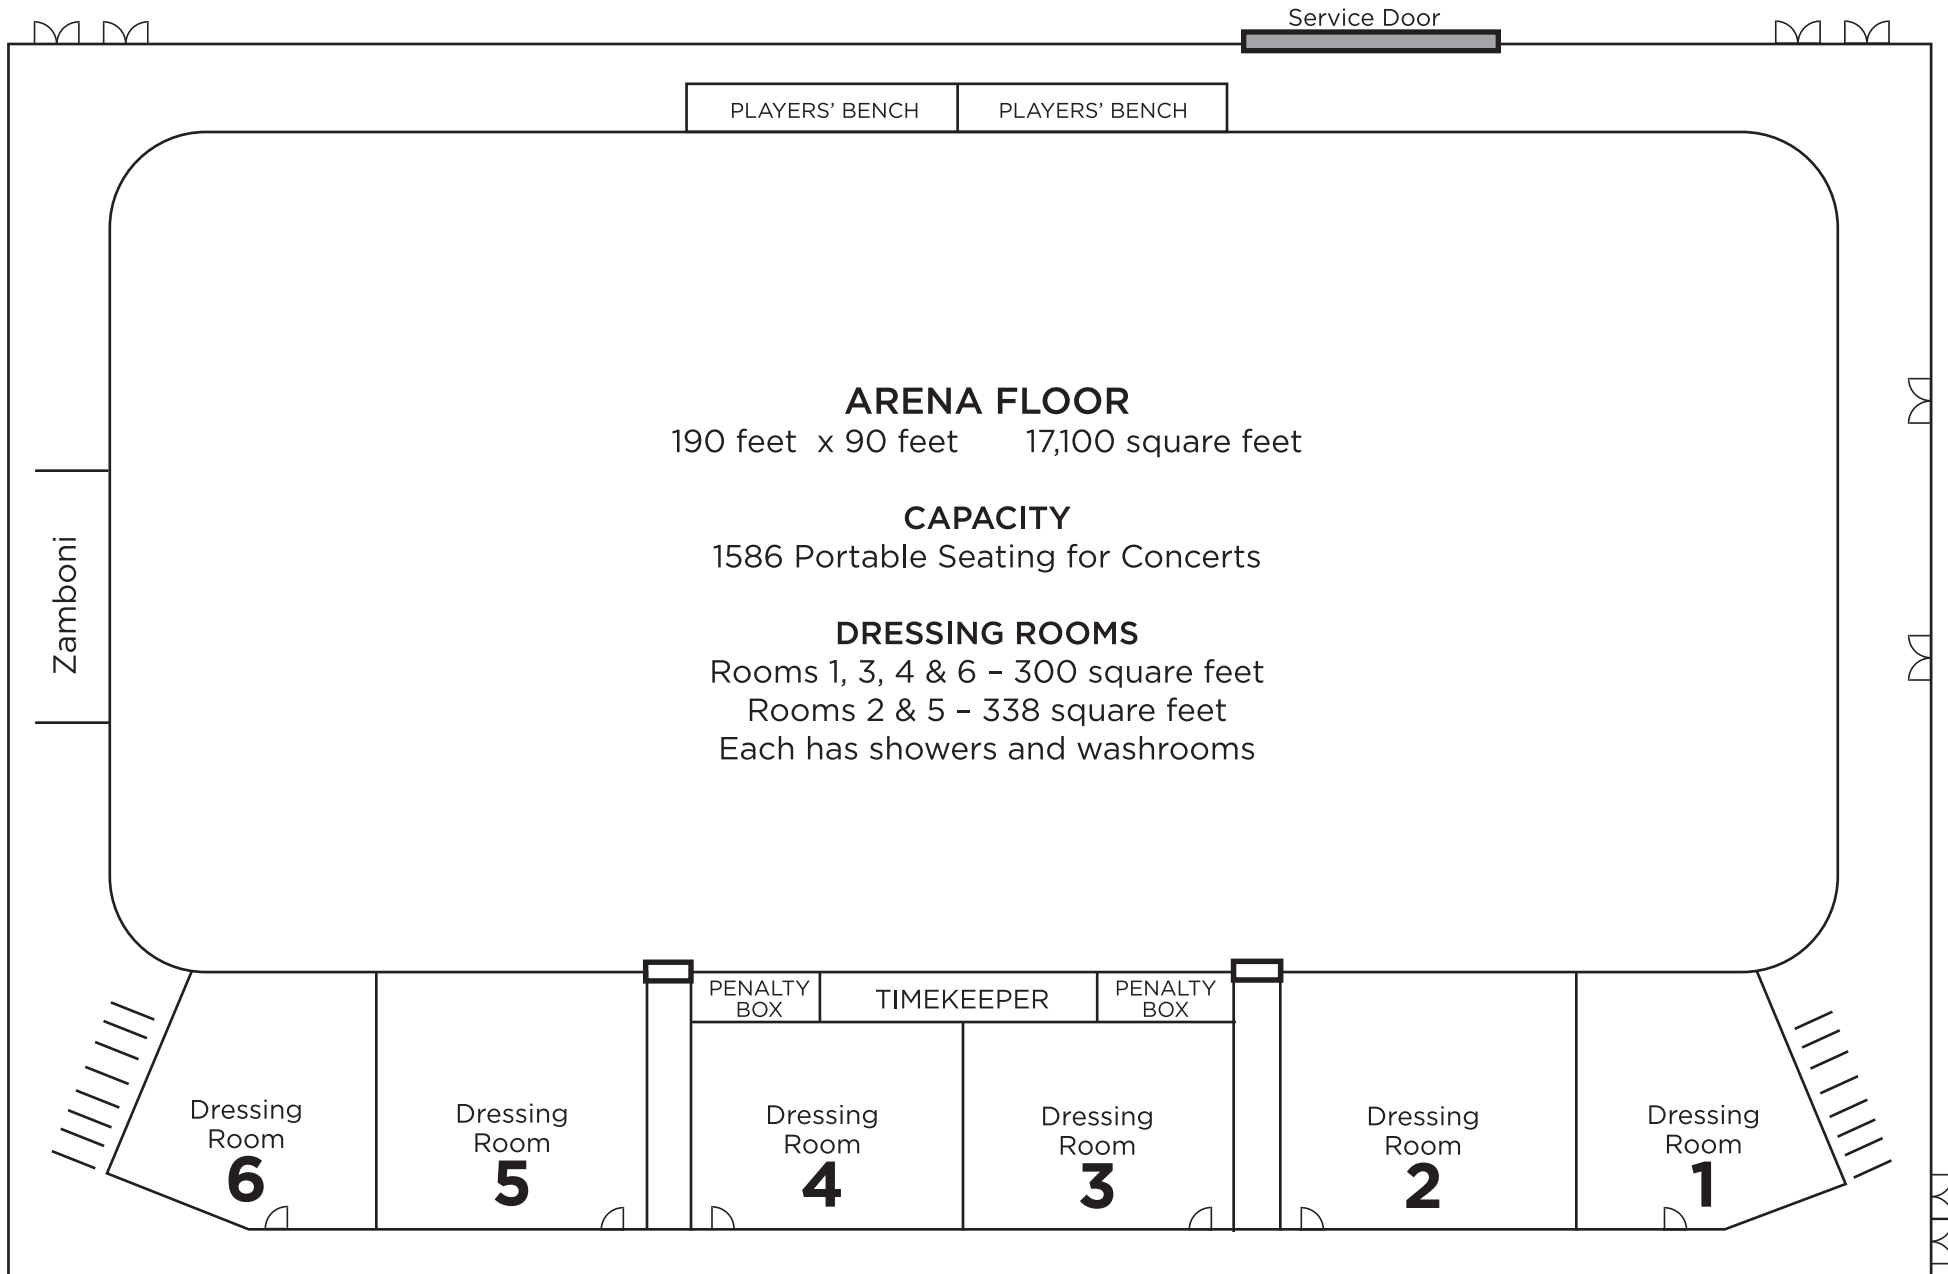 Service Door
PLAYERS’ BENCH
PLAYERS’ BENCH
ARENA FLOOR
190 feet x 90 feet 17,100 square feet
CAPACITY
1586 Portable Seating for Concerts
DRESSING ROOMS
Rooms 1, 3, 4 & 6 – 300 square feet
Rooms 2 & 5 – 338 square feet
Each has showers and washrooms
Zamboni
PENALTY
BOX
TIMEKEEPER
PENALTY
BOX
Dressing
Room
6
Dressing
Room
5
Dressing
Room
4
Dressing
Room
3
Dressing
Room
2
Dressing
Room
1